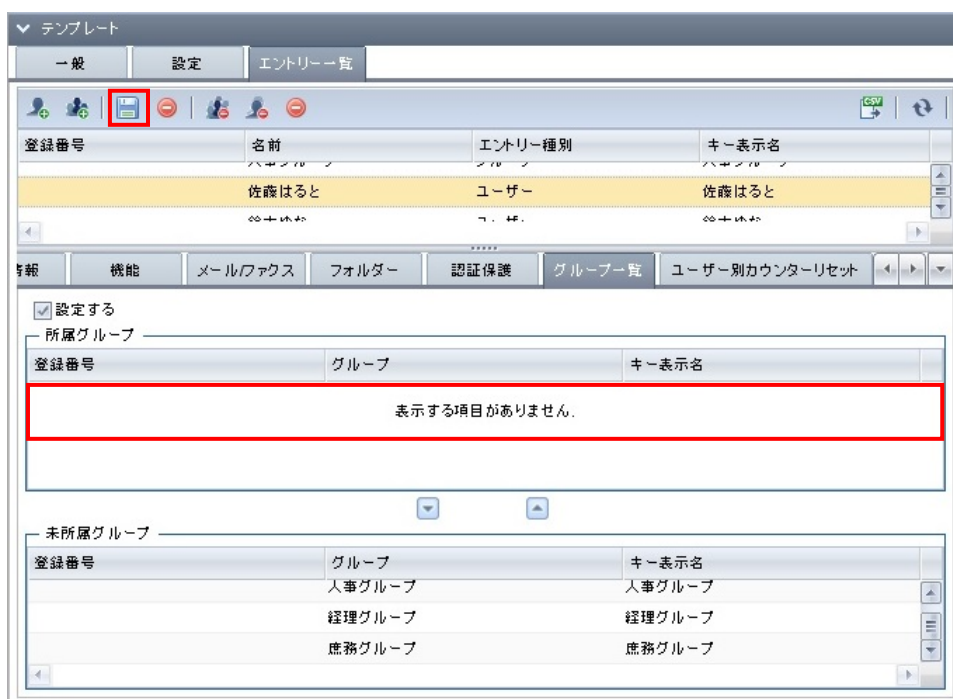 テンプレート
一般 設定 エントリー一覧
CSV
登録番号 名前 エントリー種別 キー表示名
佐藤はると ユーザー 佐藤はると
報 機能 メール/ファクス フォルダー 認証保護 グループ一覧 ユーザー別カウンターリセット
設定する
所属グループ
登録番号 グループ キー表示名
表示する項目がありません.
未所属グループ
登録番号 グループ キー表示名
人事グループ 人事グループ
経理グループ 経理グループ
庶務グループ 庶務グループ